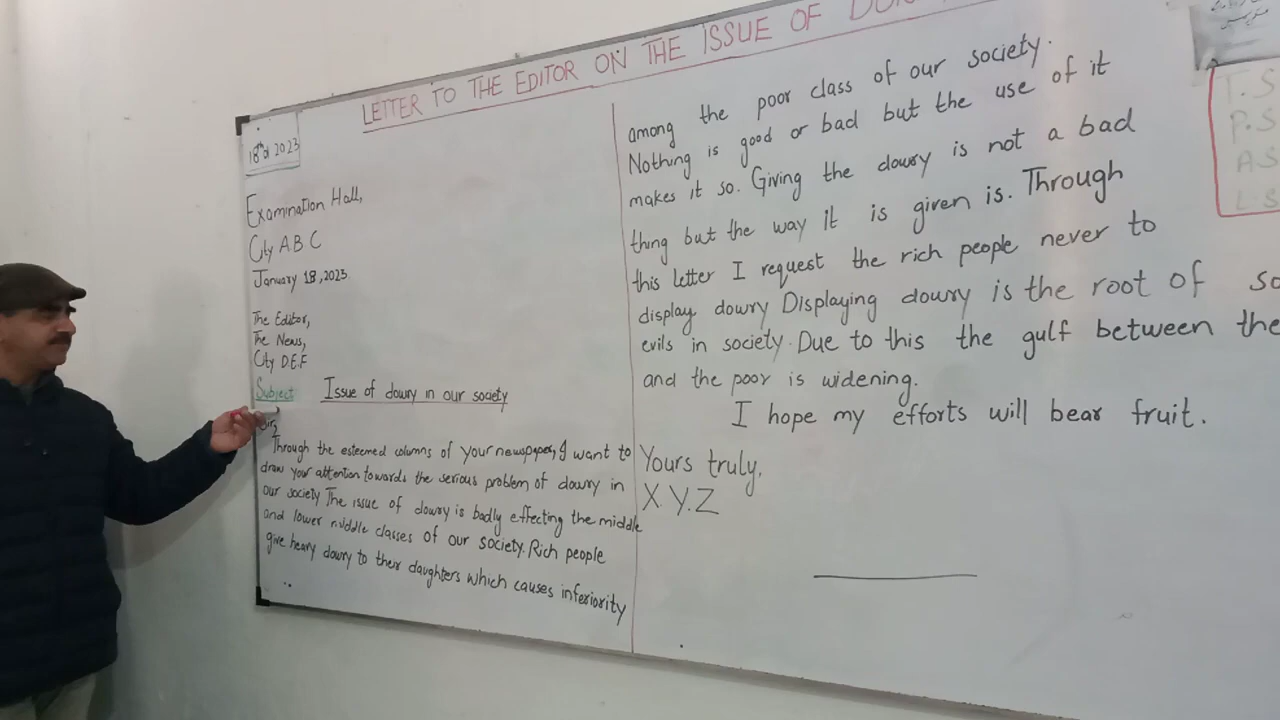 LETTER TO THE EDITOR ON THE ISSUE OF
18th 01 2023
Examination Hall,
City A B C
January 18, 2023.
The Editor,
The News,
City D.E.F
Subject Issue of dowry in our society
Sir,
Through the esteemed columns of your newspaper, I want to
draw your attention towards the serious problem of dowry in
our society The issue of dowry is badly effecting the middle
and lower middle classes of our society. Rich people
give heavy dowry to their daughters which causes inferiority
among the poor class of our society.
Nothing is good or bad but the use of it
makes it so. Giving the dowry is not a bad
thing but the way it is given is. Through
this letter I request the rich people never to
display dowry Displaying dowry is the root of so
evils in society. Due to this the gulf between the
and the poor is widening.
I hope my efforts will bear fruit.
Yours truly,
X.Y.Z
T.S
P.S
A.S
L S